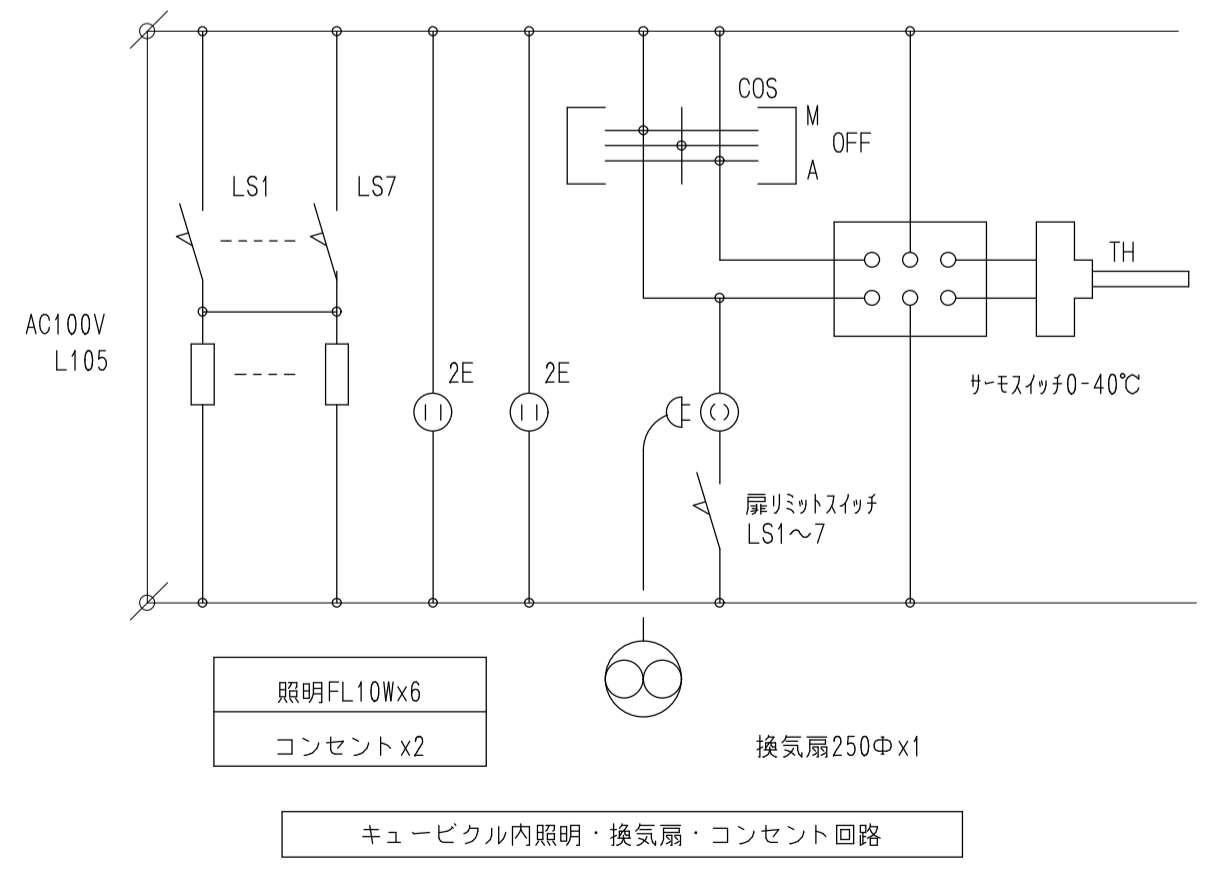 COS
M
OFF
A
LS1
LS7
TH
AC100V
L105
2E
2E
ｻｰﾓｽｲｯﾁ0-40℃
扉ﾘﾐｯﾄｽｲｯﾁ
LS1～7
照明FL10Wx6
コンセントx2
換気扇250Φx1
キュービクル内照明・換気扇・コンセント回路